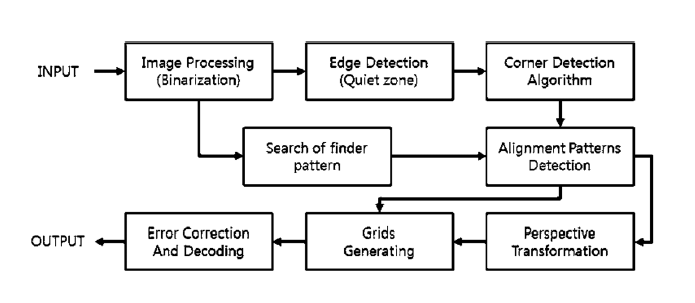 INPUT
Image Processing
(Binarization)
Edge Detection
(Quiet zone)
Corner Detection
Algorithm
Search of finder
pattern
Alignment Patterns
Detection
OUTPUT
Error Correction
And Decoding
Grids
Generating
Perspective
Transformation